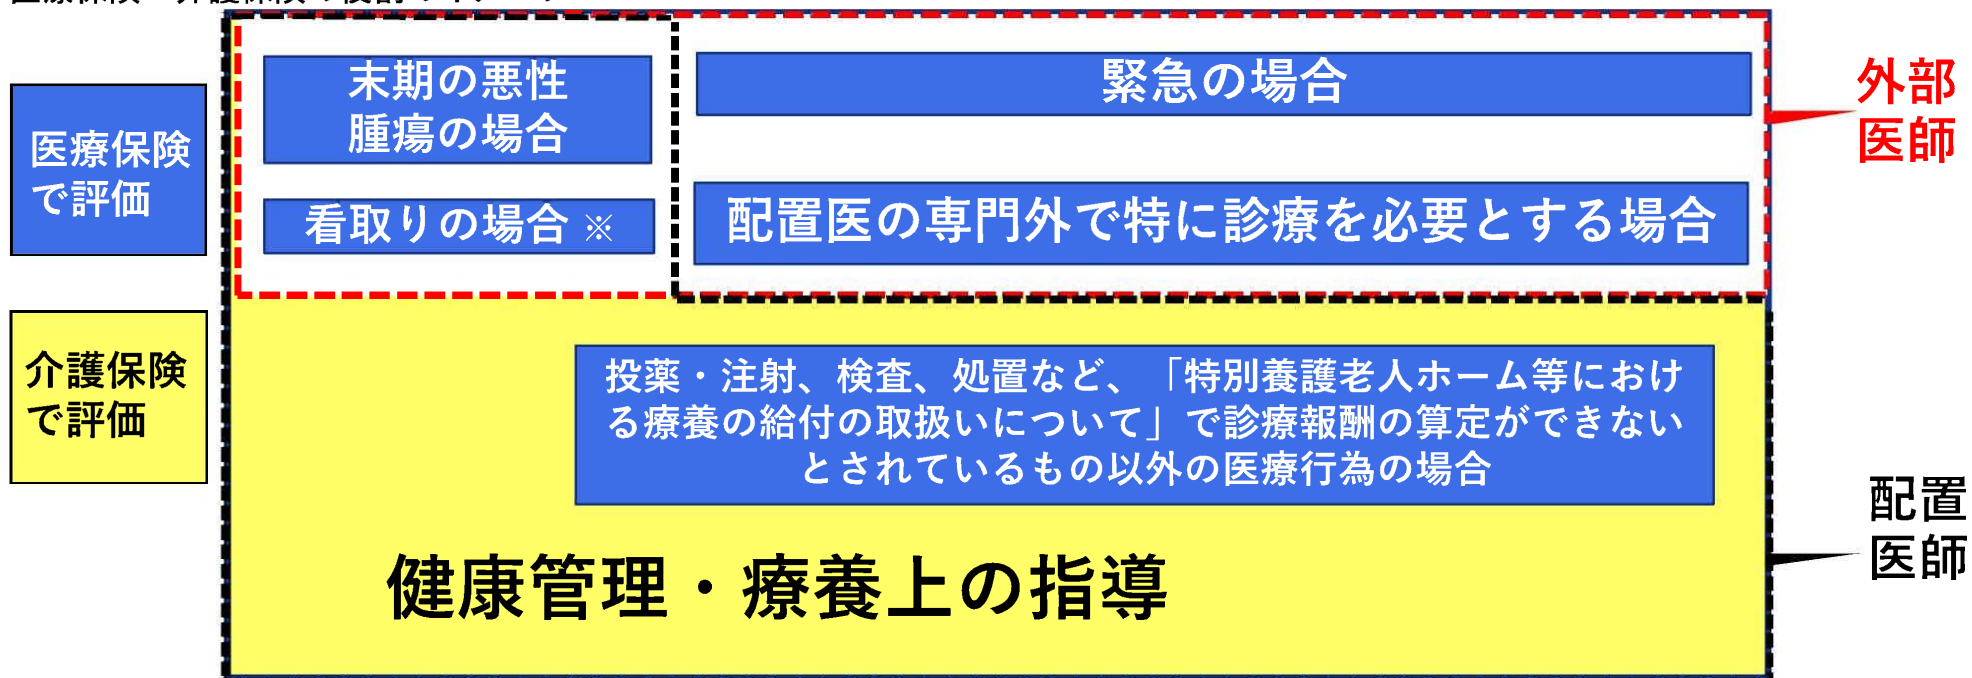 末期の悪性
腫瘍の場合
看取りの場合 ※
緊急の場合
配置医の専門外で特に診療を必要とする場合
外部
医師
医療保険
で評価
介護保険
で評価
投薬・注射、検査、処置など、「特別養護老人ホーム等におけ
る療養の給付の取扱いについて」で診療報酬の算定ができない
とされているもの以外の医療行為の場合
健康管理・療養上の指導
配置
医師